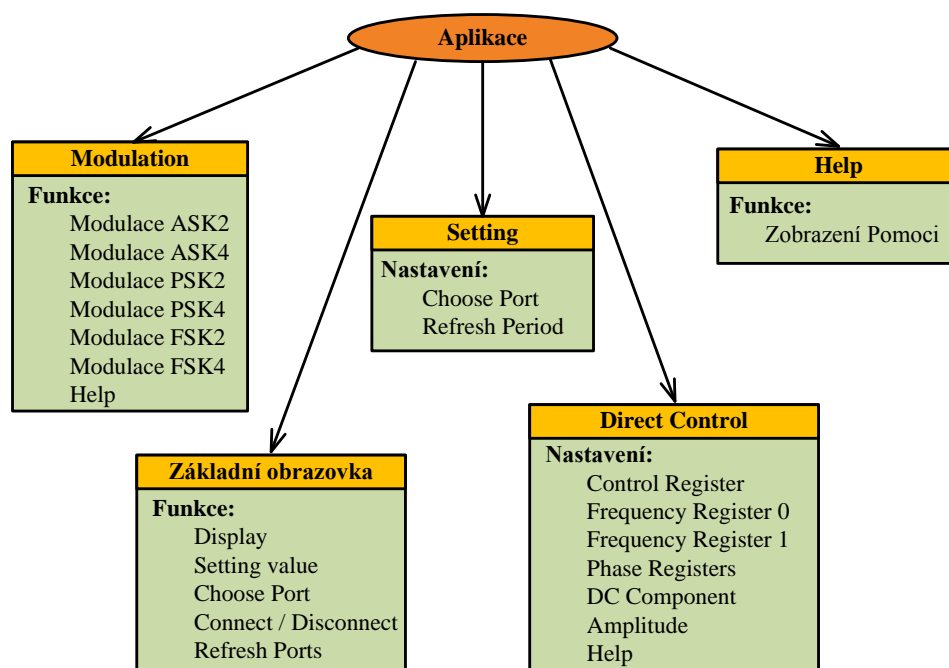 Aplikace
Modulation
Funkce:
Modulace ASK2
Modulace ASK4
Modulace PSK2
Modulace PSK4
Modulace FSK2
Modulace FSK4
Help
Základní obrazovka
Funkce:
Display
Setting value
Choose Port
Connect / Disconnect
Refresh Ports
Setting
Nastavení:
Choose Port
Refresh Period
Direct Control
Nastavení:
Control Register
Frequency Register 0
Frequency Register 1
Phase Registers
DC Component
Amplitude
Help
Help
Funkce:
Zobrazení Pomoci